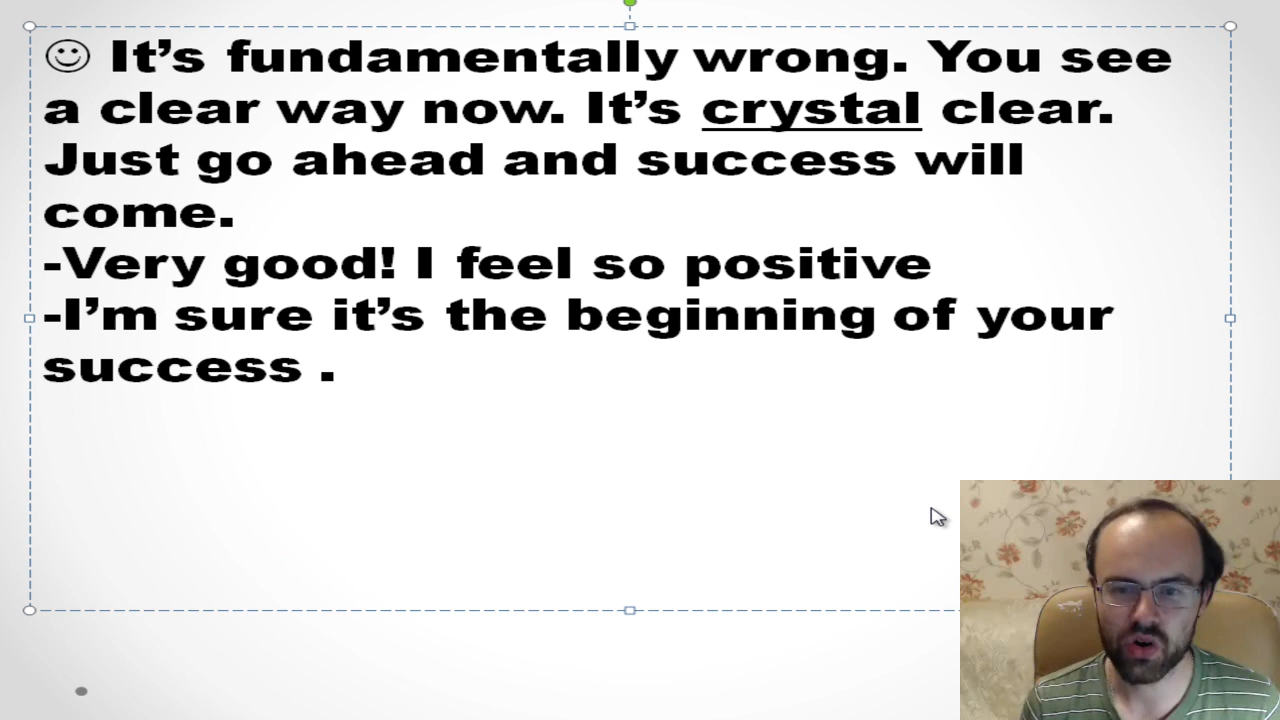 ☺ It’s fundamentally wrong. You see
a clear way now. It’s crystal clear.
Just go ahead and success will
come.
-Very good! I feel so positive
-I’m sure it’s the beginning of your
success .